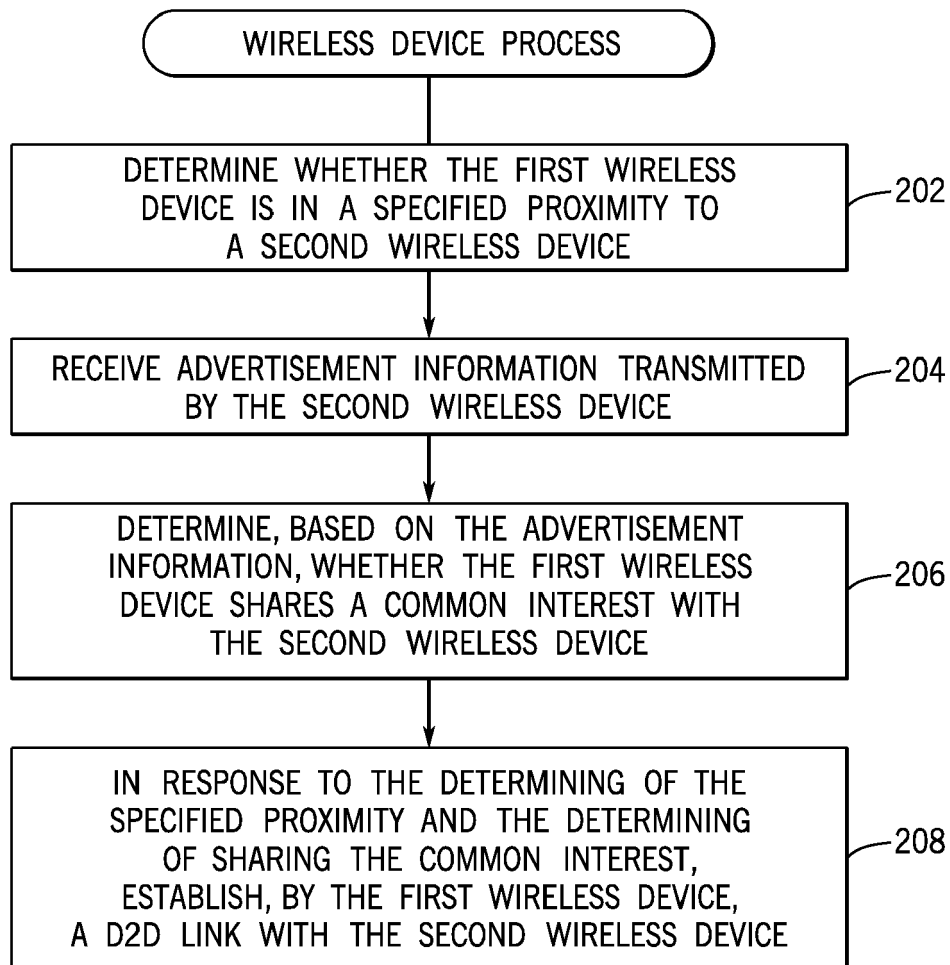 WIRELESS DEVICE PROCESS
DETERMINE WHETHER THE FIRST WIRELESS
DEVICE IS IN A SPECIFIED PROXIMITY TO
A SECOND WIRELESS DEVICE
202
RECEIVE ADVERTISEMENT INFORMATION TRANSMITTED
BY THE SECOND WIRELESS DEVICE
204
DETERMINE, BASED ON THE ADVERTISEMENT
INFORMATION, WHETHER THE FIRST WIRELESS
DEVICE SHARES A COMMON INTEREST WITH
THE SECOND WIRELESS DEVICE
206
IN RESPONSE TO THE DETERMINING OF THE
SPECIFIED PROXIMITY AND THE DETERMINING
OF SHARING THE COMMON INTEREST,
ESTABLISH, BY THE FIRST WIRELESS DEVICE,
A D2D LINK WITH THE SECOND WIRELESS DEVICE
208